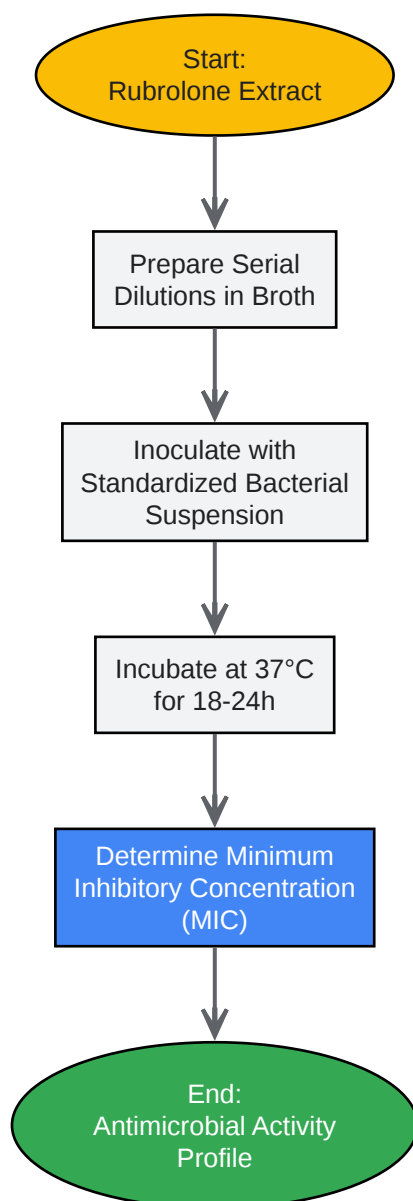 Start:
Rubrolone Extract
Prepare Serial
Dilutions in Broth
Inoculate with
Standardized Bacterial
Suspension
Incubate at 37°C
for 18-24h
Determine Minimum
Inhibitory Concentration
(MIC)
End:
Antimicrobial Activity
Profile